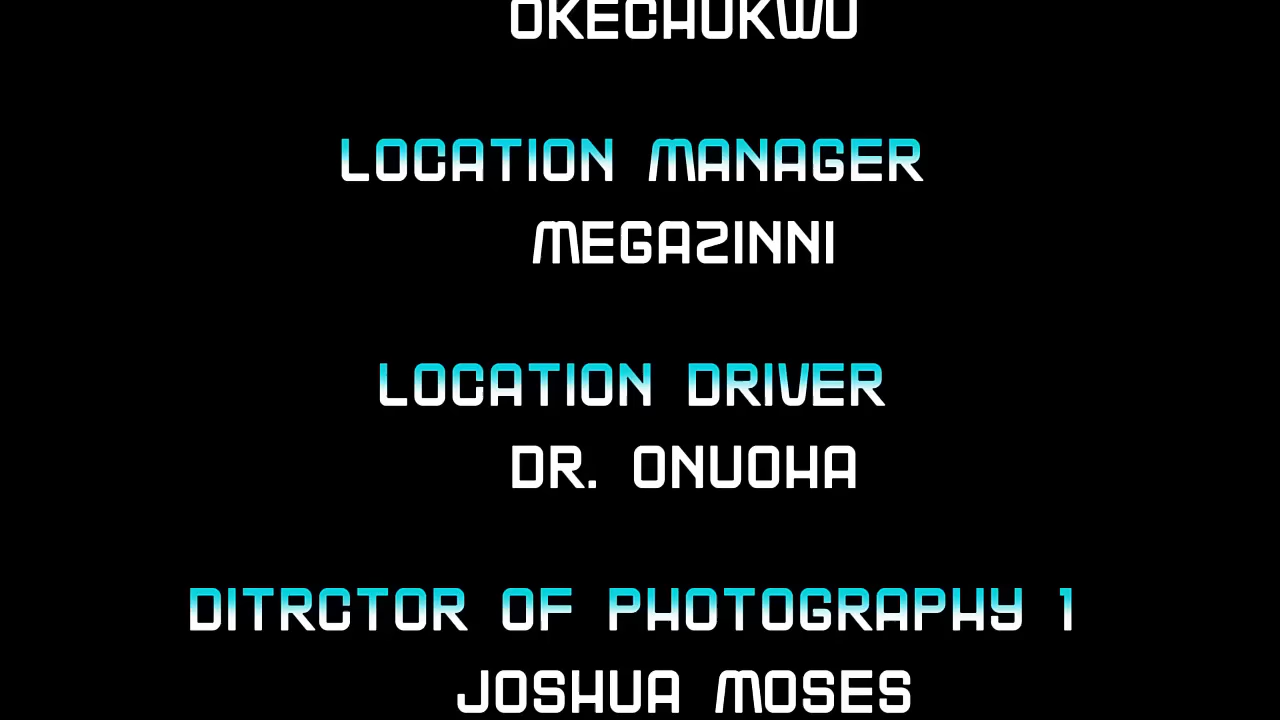 OKECHUKWU
LOCATION MANAGER
MEGAZINNI
LOCATION DRIVER
DR. ONUOHA
DITRCTOR OF PHOTOGRAPHY 1
JOSHUA MOSES